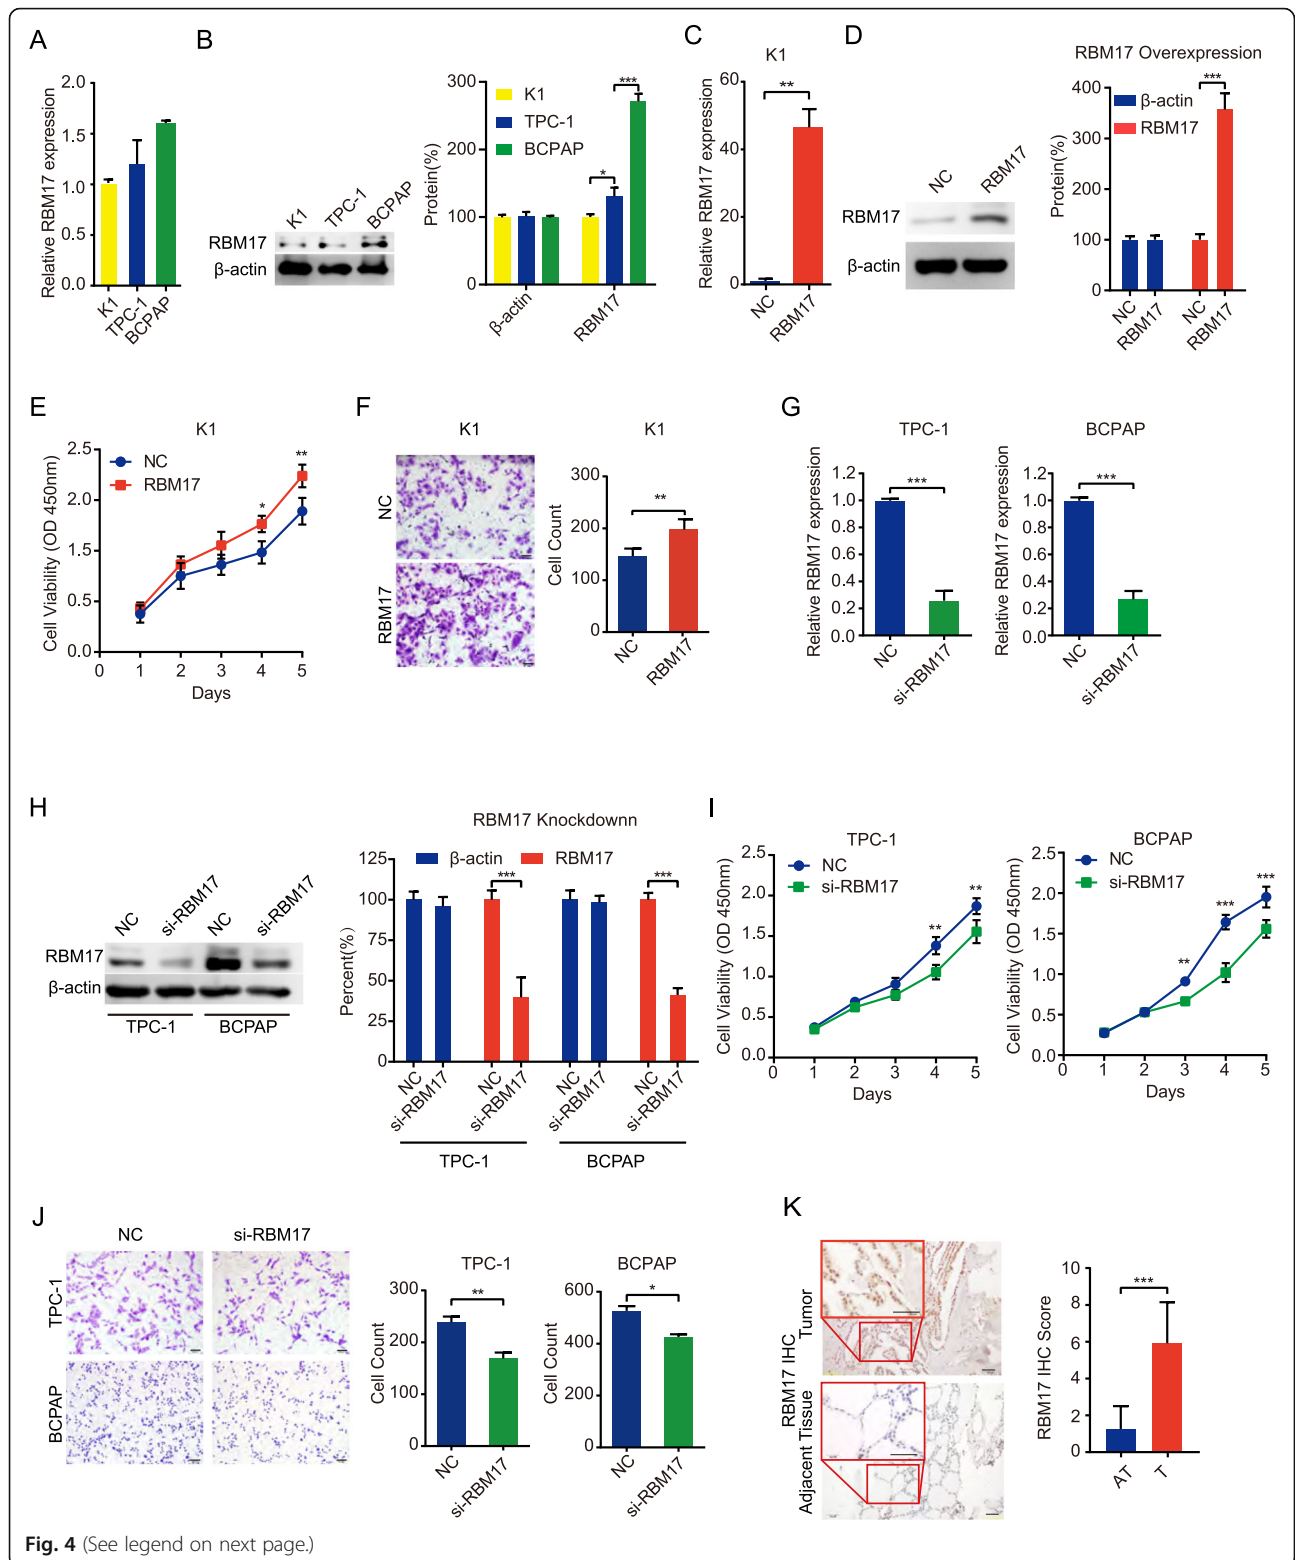 A
Relative RBM17 expression
2.0
1.5
1.0
0.5
0.0
K1
TPC-1
BCPAP
B
K1
TPC-1
BCPAP
RBM17
β-actin
Protein(%)
300
200
100
0
K1
TPC-1
BCPAP
*
***
β-actin
RBM17
C
K1
Relative RBM17 expression
60
40
20
0
**
NC
RBM17
D
NC
RBM17
RBM17
β-actin
RBM17 Overexpression
Protein(%)
400
300
200
100
0
β-actin
RBM17
***
NC
RBM17
NC
RBM17
E
K1
Cell Viability (OD 450nm)
2.5
2.0
1.5
0.5
0.0
NC
RBM17
*
**
0
1
2
3
4
5
Days
F
K1
NC
RBM17
K1
Cell Count
300
200
100
0
**
NC
RBM17
G
TPC-1
Relative RBM17 expression
1.2
1.0
0.8
0.6
0.4
0.2
0.0
***
NC
si-RBM17
BCPAP
Relative RBM17 expression
1.2
1.0
0.8
0.6
0.4
0.2
0.0
***
NC
si-RBM17
H
NC
si-RBM17
NC
si-RBM17
RBM17
β-actin
TPC-1
BCPAP
RBM17 Knockdownn
Percent(%)
125
100
75
50
25
0
β-actin
RBM17
***
***
NC
si-RBM17
NC
si-RBM17
NC
si-RBM17
NC
si-RBM17
TPC-1
BCPAP
I
TPC-1
Cell Viability (OD 450nm)
2.5
2.0
1.5
1.0
0.5
0.0
NC
si-RBM17
**
**
0
1
2
3
4
5
Days
BCPAP
Cell Viability (OD 450nm)
2.5
2.0
1.5
1.0
0.5
0.0
NC
si-RBM17
**
***
***
0
1
2
3
4
5
Days
J
NC
si-RBM17
TPC-1
BCPAP
TPC-1
Cell Count
300
200
100
0
**
NC
si-RBM17
BCPAP
Cell Count
600
400
200
0
*
NC
si-RBM17
K
RBM17 IHC
Tumor
Adjacent Tissue
RBM17 IHC Score
10
8
6
4
2
0
***
AT
T
Fig. 4 (See legend on next page.)